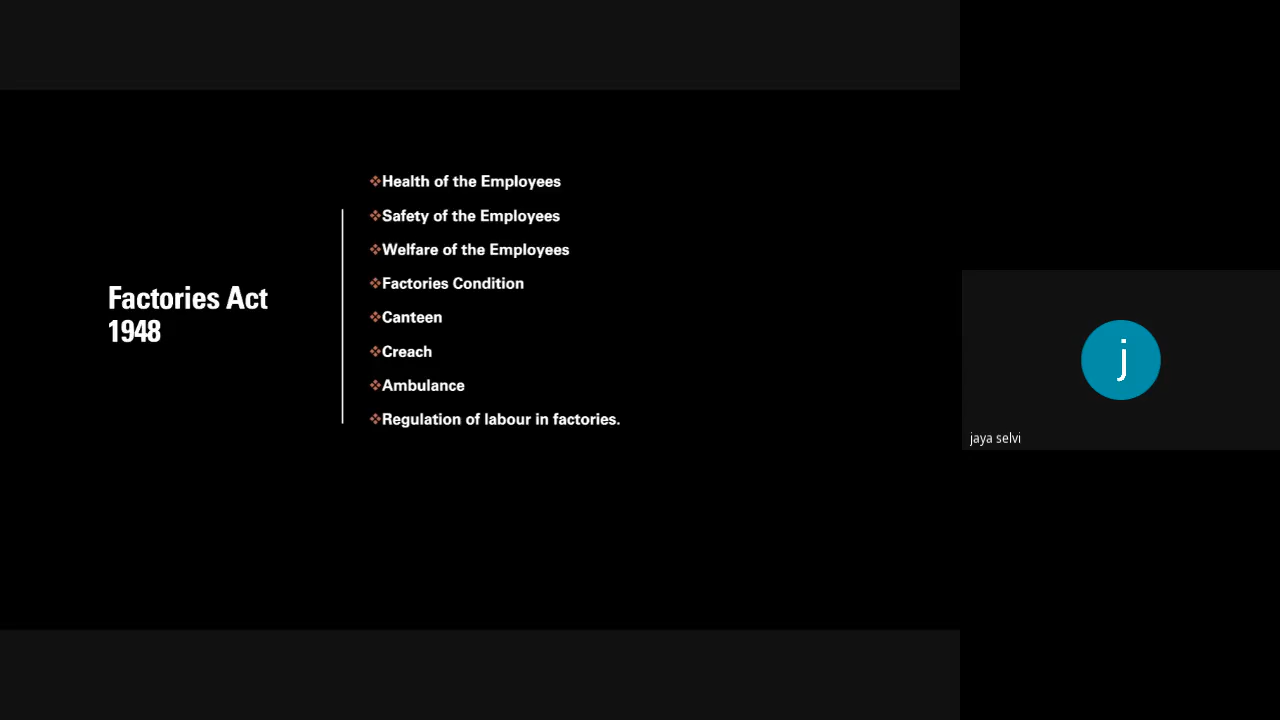 Factories Act
1948
❖Health of the Employees
❖Safety of the Employees
❖Welfare of the Employees
❖Factories Condition
❖Canteen
❖Creach
❖Ambulance
❖Regulation of labour in factories.
j
jaya selvi